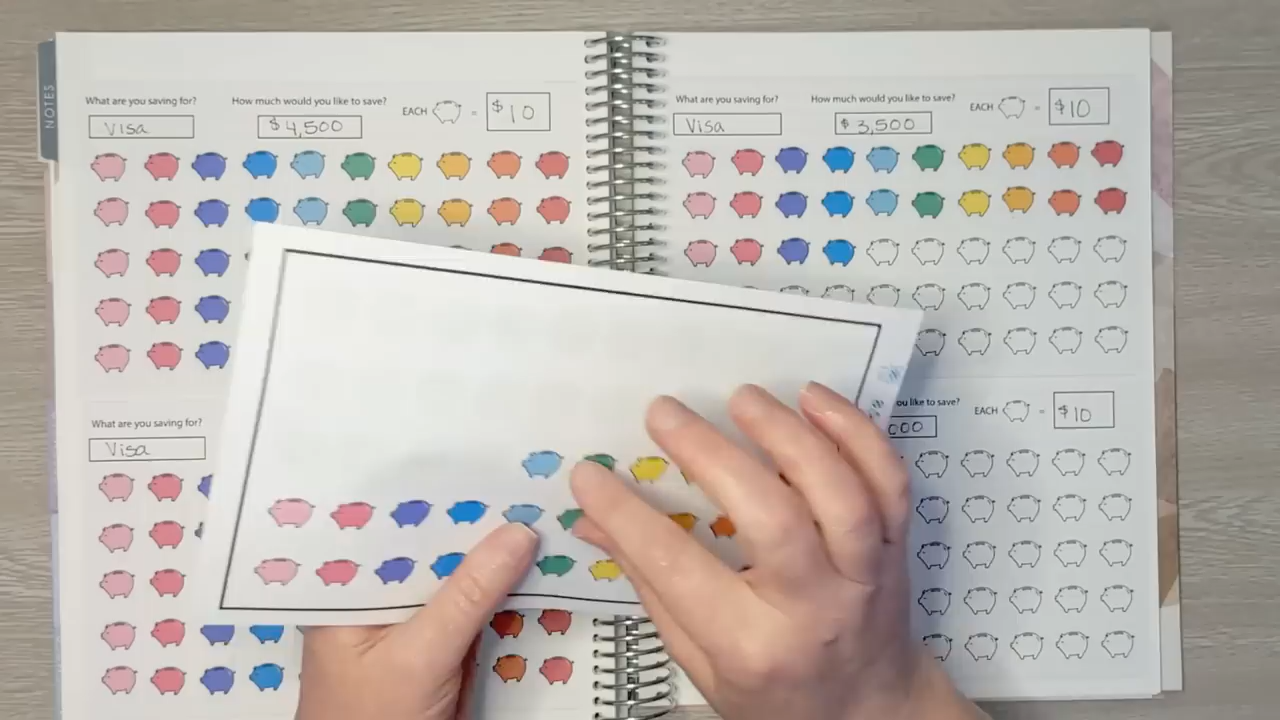 NOTES
What are you saving for? How much would you like to save? EACH = $10
Visa $4,500
What are you saving for? How much would you like to save? EACH = $10
Visa $3,500
What are you saving for?
Visa
ou like to save? EACH = $10
000